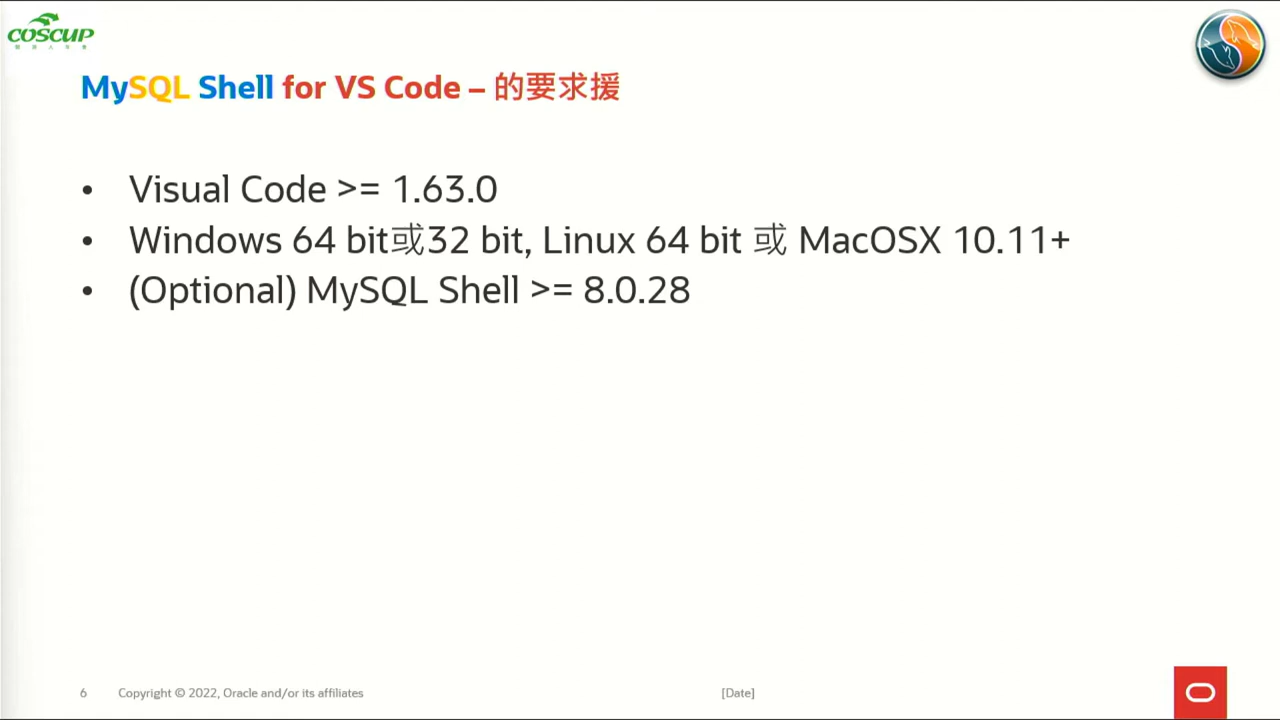 COSCUP
MySQL Shell for VS Code – 的要求援
• Visual Code >= 1.63.0
• Windows 64 bit或32 bit, Linux 64 bit 或 MacOSX 10.11+
• (Optional) MySQL Shell >= 8.0.28
6 Copyright © 2022, Oracle and/or its affiliates [Date]